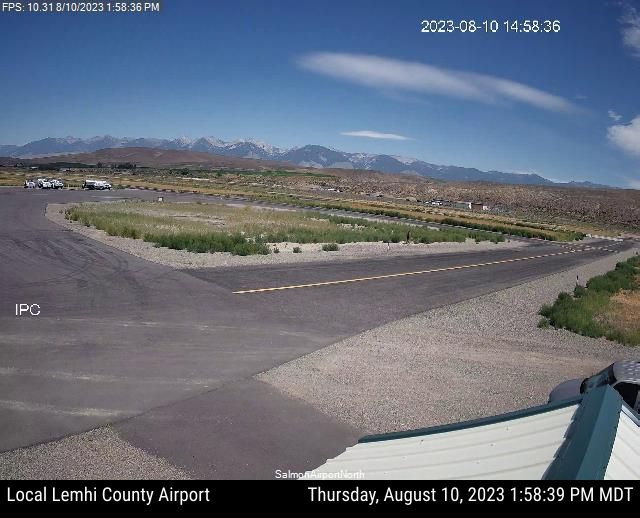 FPS: 10.31 8/10/2023 1:58:36 PM
2023-08-10 14:58:36
IPC
SalmonAirportNorth
Local Lemhi County Airport
Thursday, August 10, 2023 1:58:39 PM MDT